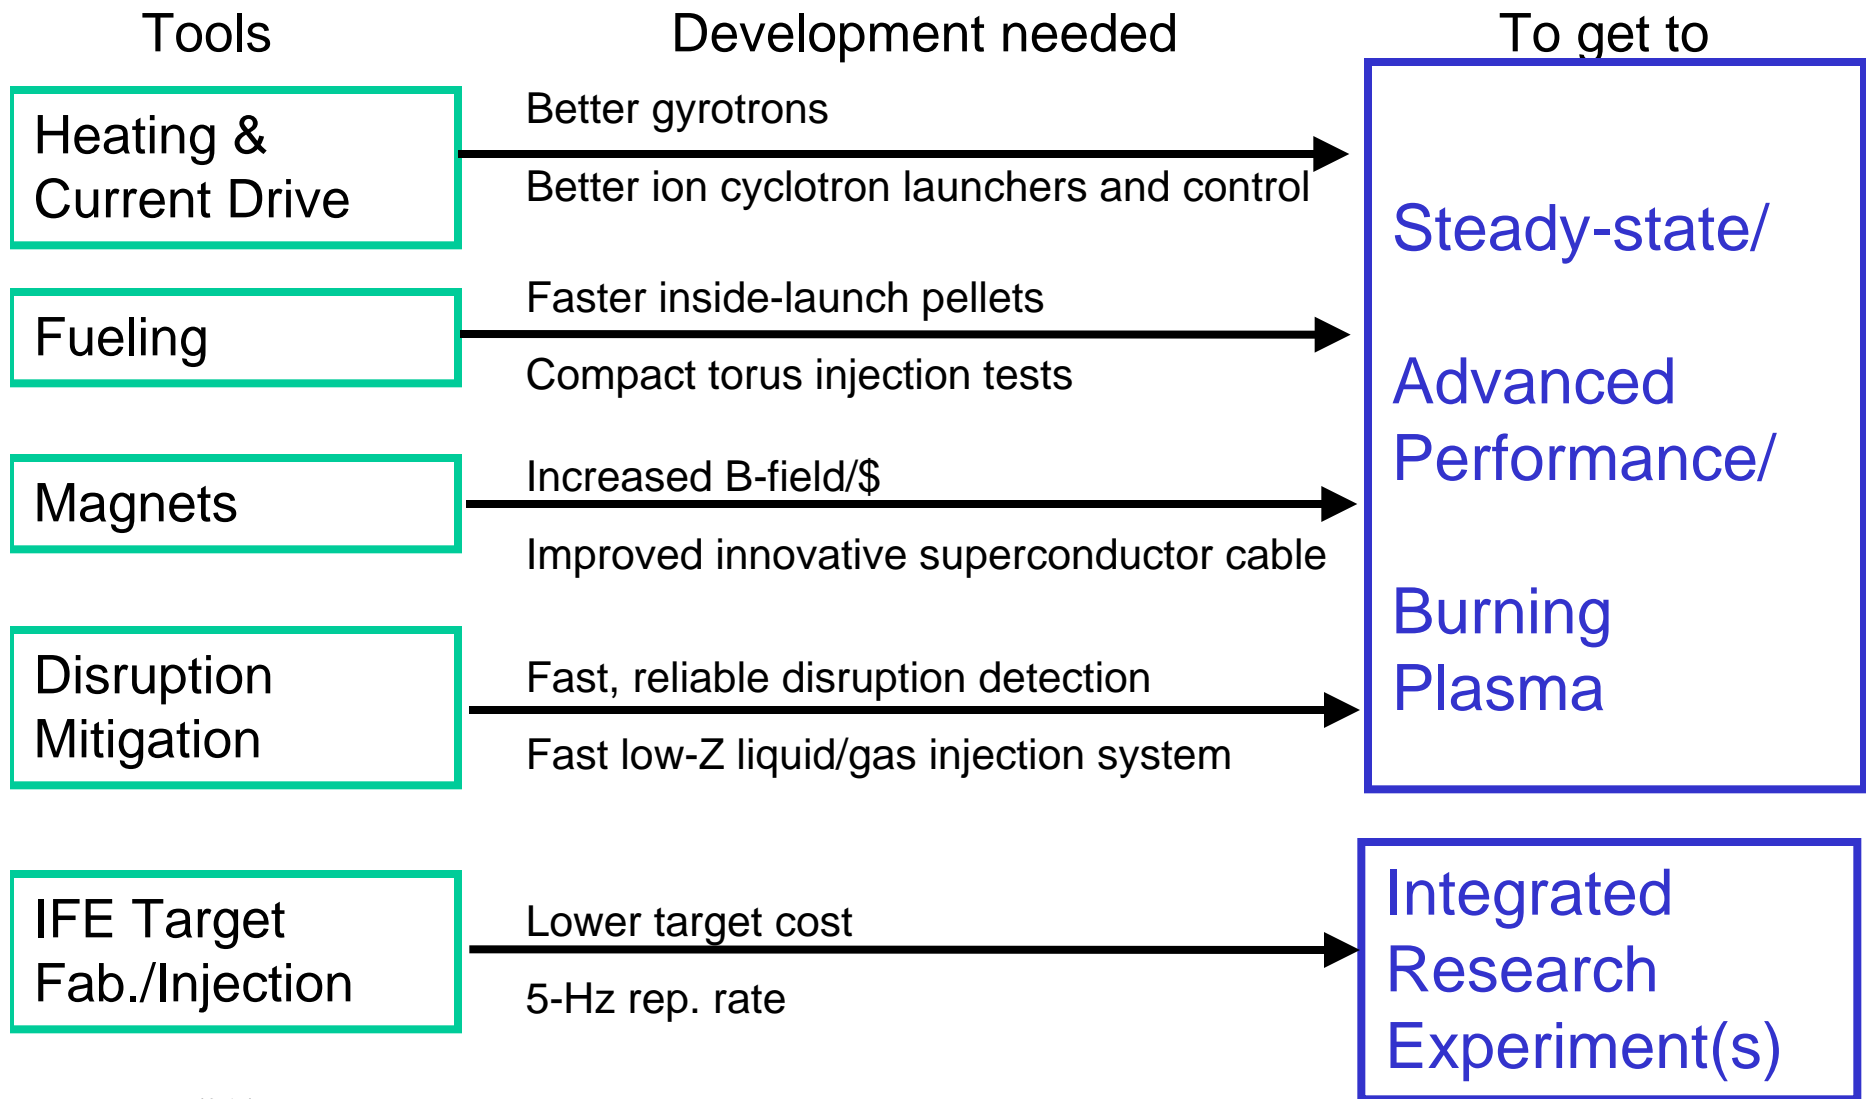 Tools
Development needed
To get to
Heating &
Current Drive
Better gyrotrons
Better ion cyclotron launchers and control
Fueling
Faster inside-launch pellets
Compact torus injection tests
Magnets
Increased B-field/$
Improved innovative superconductor cable
Disruption
Mitigation
Fast, reliable disruption detection
Fast low-Z liquid/gas injection system
Steady-state/
Advanced
Performance/
Burning
Plasma
IFE Target
Fab./Injection
Lower target cost
5-Hz rep. rate
Integrated
Research
Experiment(s)